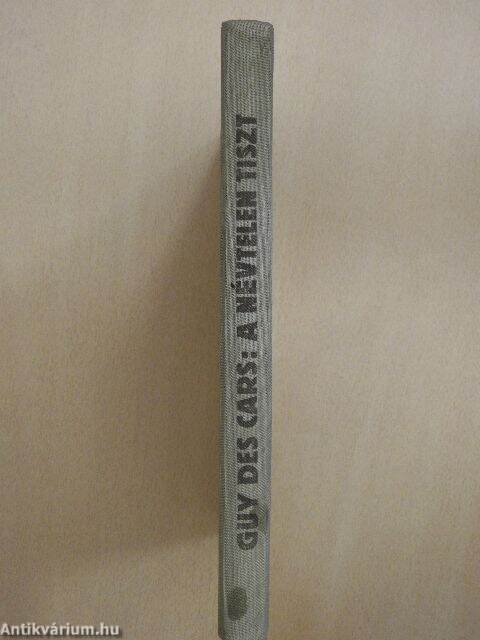 GUY DES CARS: A NÉVTELEN TISZT
Antikvárium.hu